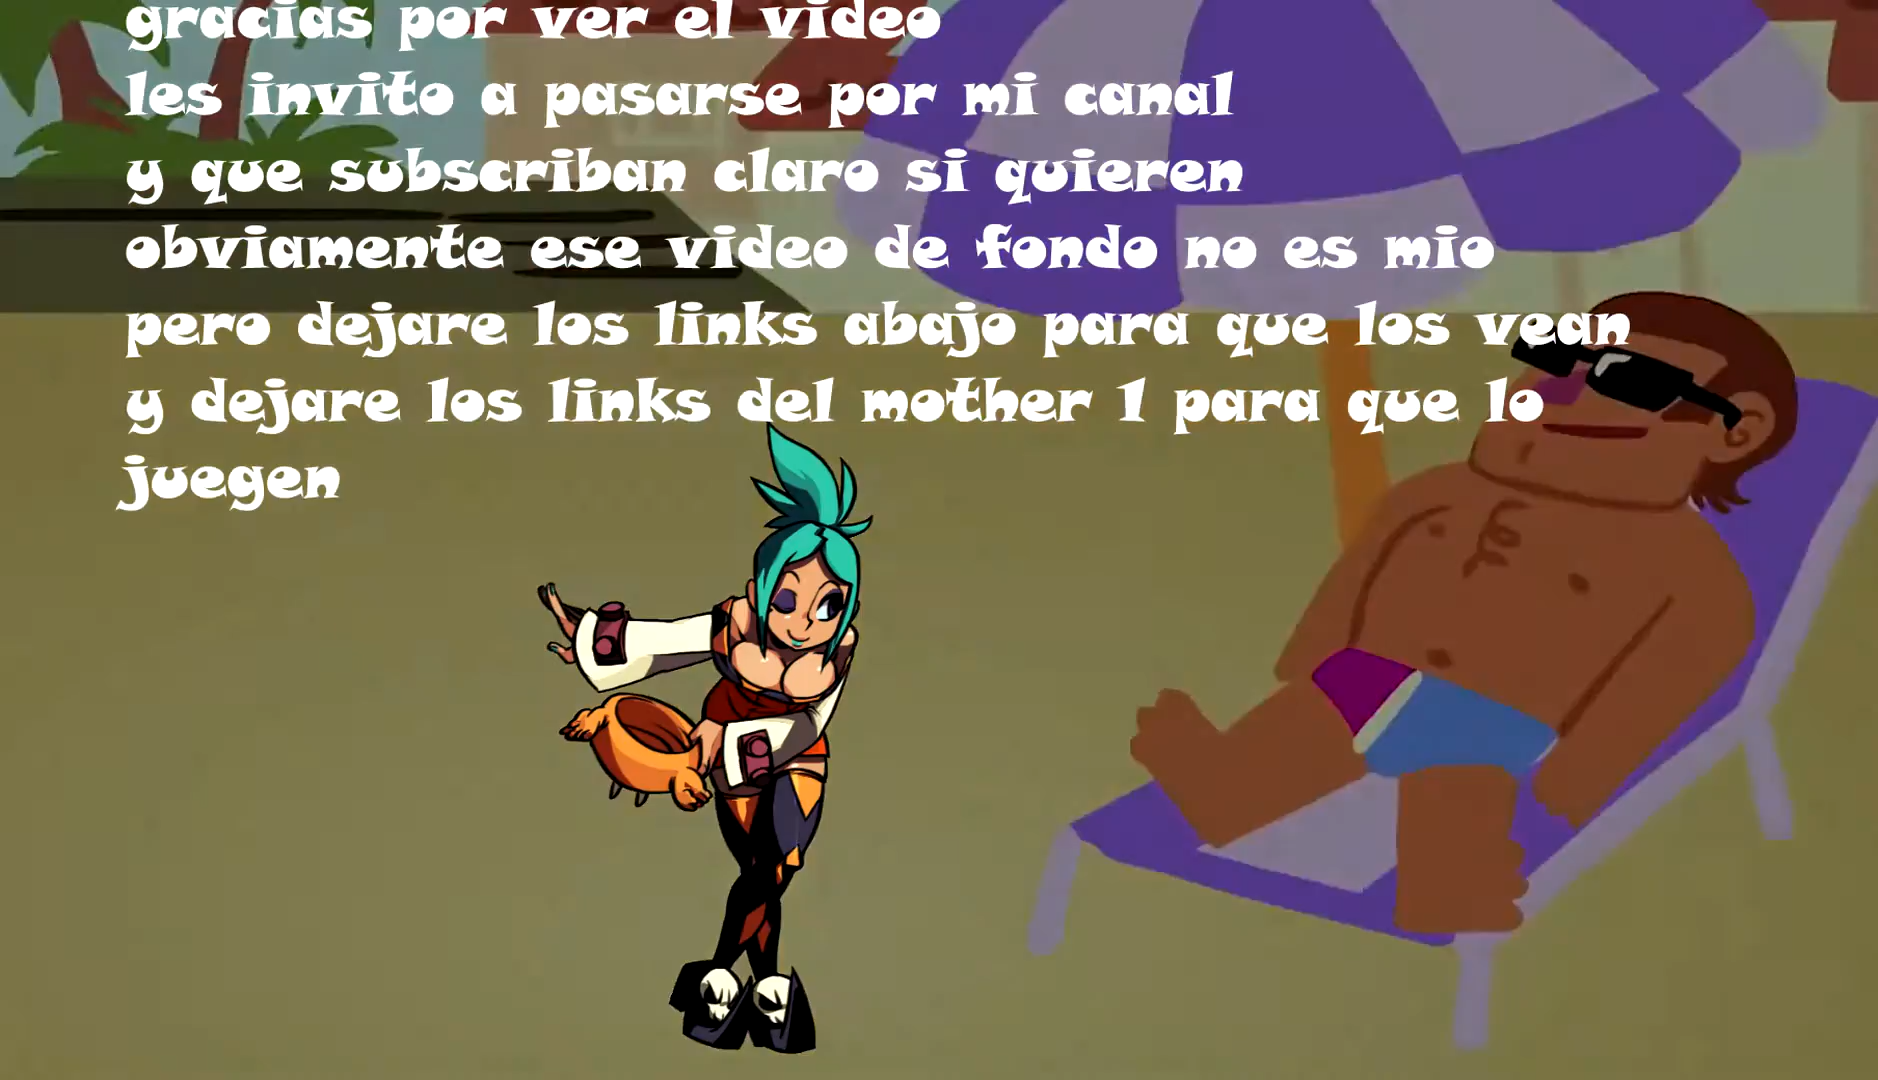 gracias por ver el video
les invito a pasarse por mi canal
y que subscriban claro si quieren
obviamente ese video de fondo no es mio
pero dejare los links abajo para que los vean
y dejare los links del mother 1 para que lo
juegen